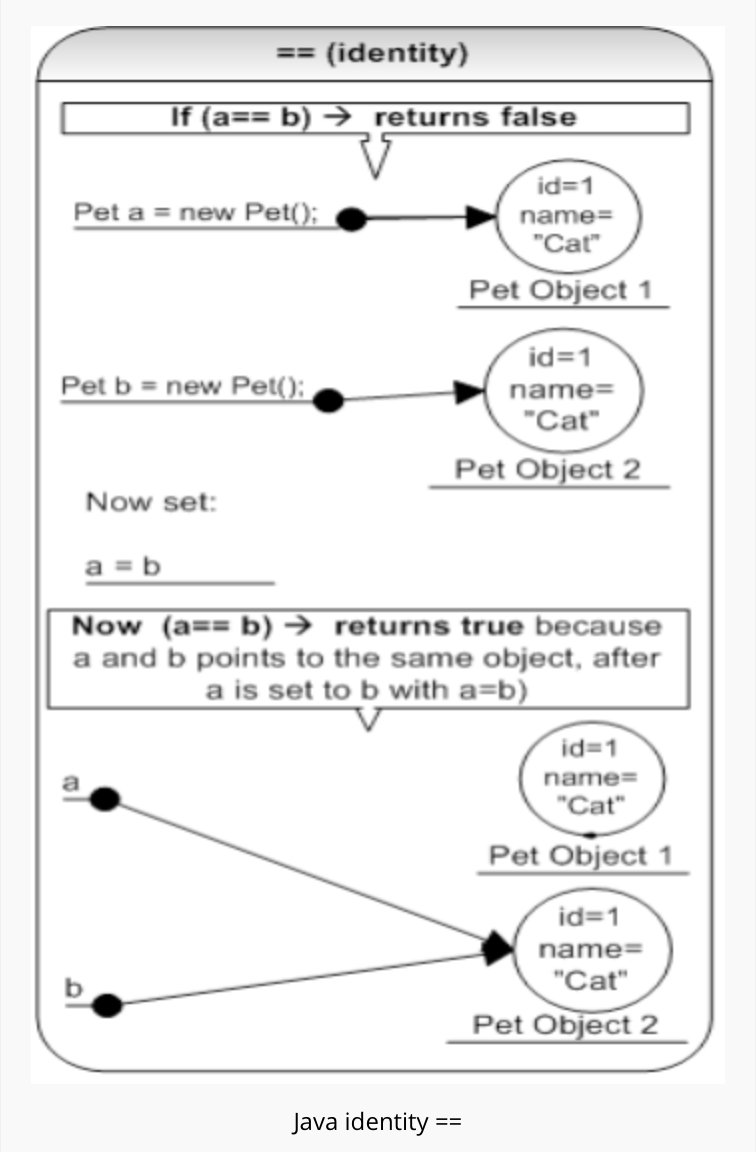 == (identity)
If (a== b) → returns false
Pet a = new Pet();
id=1
name=
"Cat"
Pet Object 1
Pet b = new Pet();
id=1
name=
"Cat"
Pet Object 2
Now set:
a = b
Now (a== b) → returns true because
a and b points to the same object, after
a is set to b with a=b)
a
id=1
name=
"Cat"
Pet Object 1
b
id=1
name=
"Cat"
Pet Object 2
Java identity ==